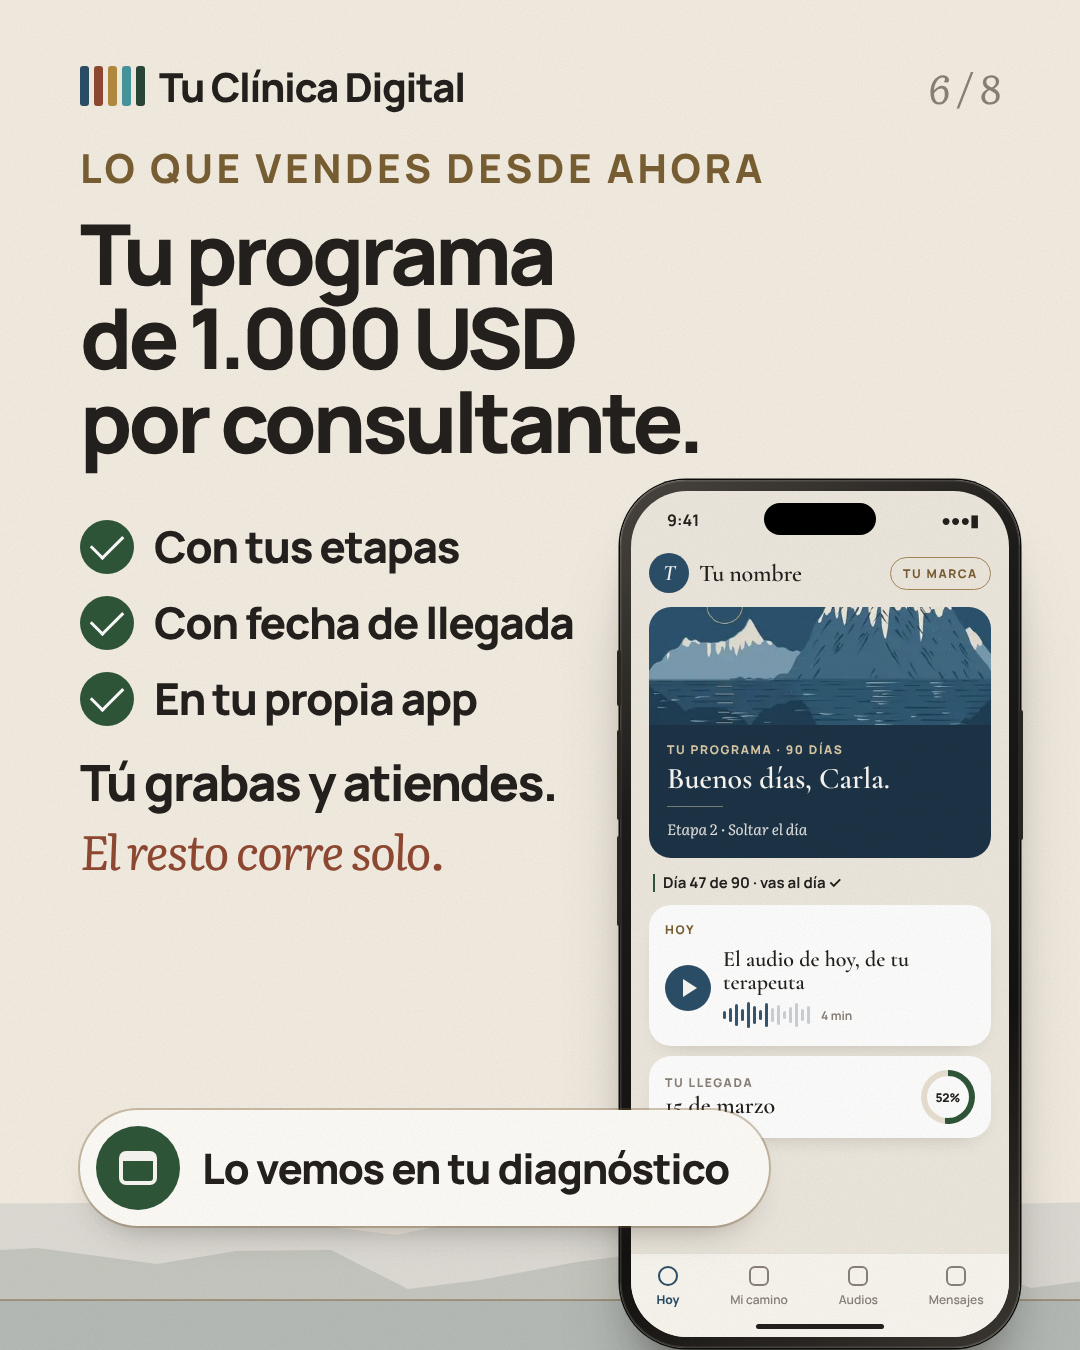 Tu Clínica Digital
6/8
LO QUE VENDES DESDE AHORA
Tu programa
de 1.000 USD
por consultante.
Con tus etapas
Con fecha de llegada
En tu propia app
Tú grabas y atiendes.
El resto corre solo.
9:41
T
Tu nombre
TU MARCA
TU PROGRAMA · 90 DÍAS
Buenos días, Carla.
Etapa 2 · Soltar el día
Día 47 de 90 · vas al día ✓
HOY
El audio de hoy, de tu
terapeuta
4 min
TU LLEGADA
15 de marzo
52%
Lo vemos en tu diagnóstico
Hoy
Mi camino
Audios
Mensajes